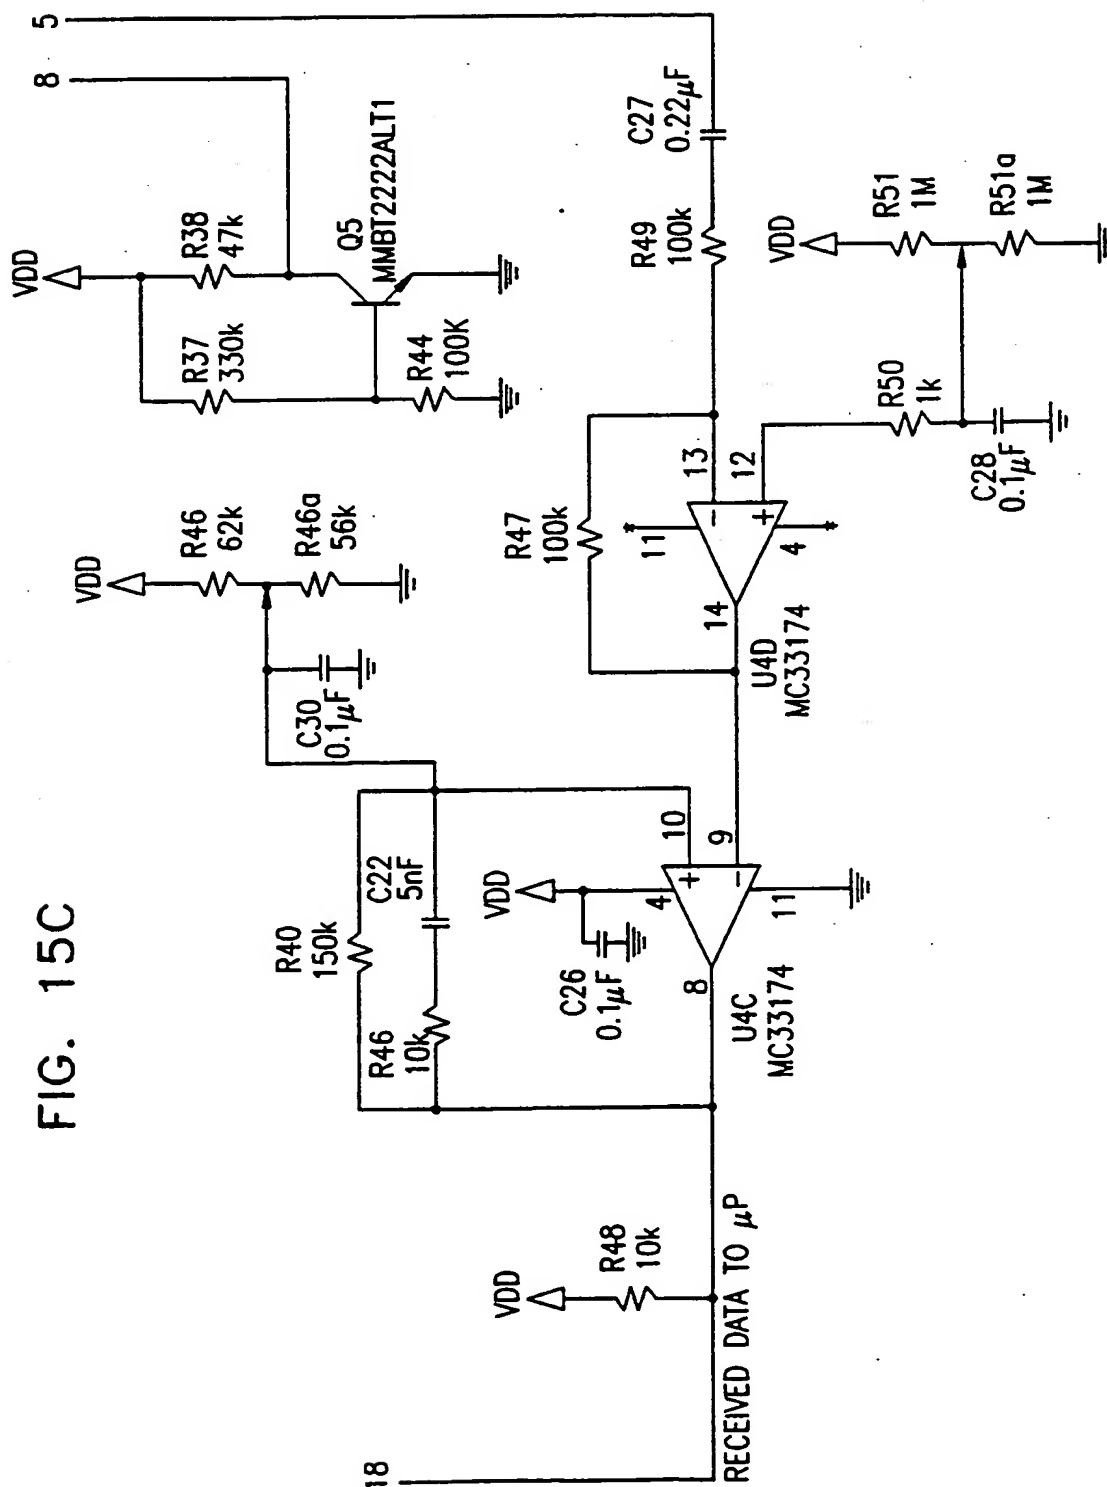 FIG. 15C
5
8
VDD
R37
330k
R38
47k
Q5
MMBT2222ALT1
R44
100K
VDD
R46
62k
R46a
56k
C30
0.1µF
R40
150k
C22
5nF
R46
10k
VDD
C26
0.1µF
4
10
+
9
−
11
8
U4C
MC33174
R47
100k
13
−
12
+
11
4
14
U4D
MC33174
R49
100k
C27
0.22µF
VDD
R51
1M
R51a
1M
R50
1k
C28
0.1µF
VDD
R48
10k
18
RECEIVED DATA TO µP